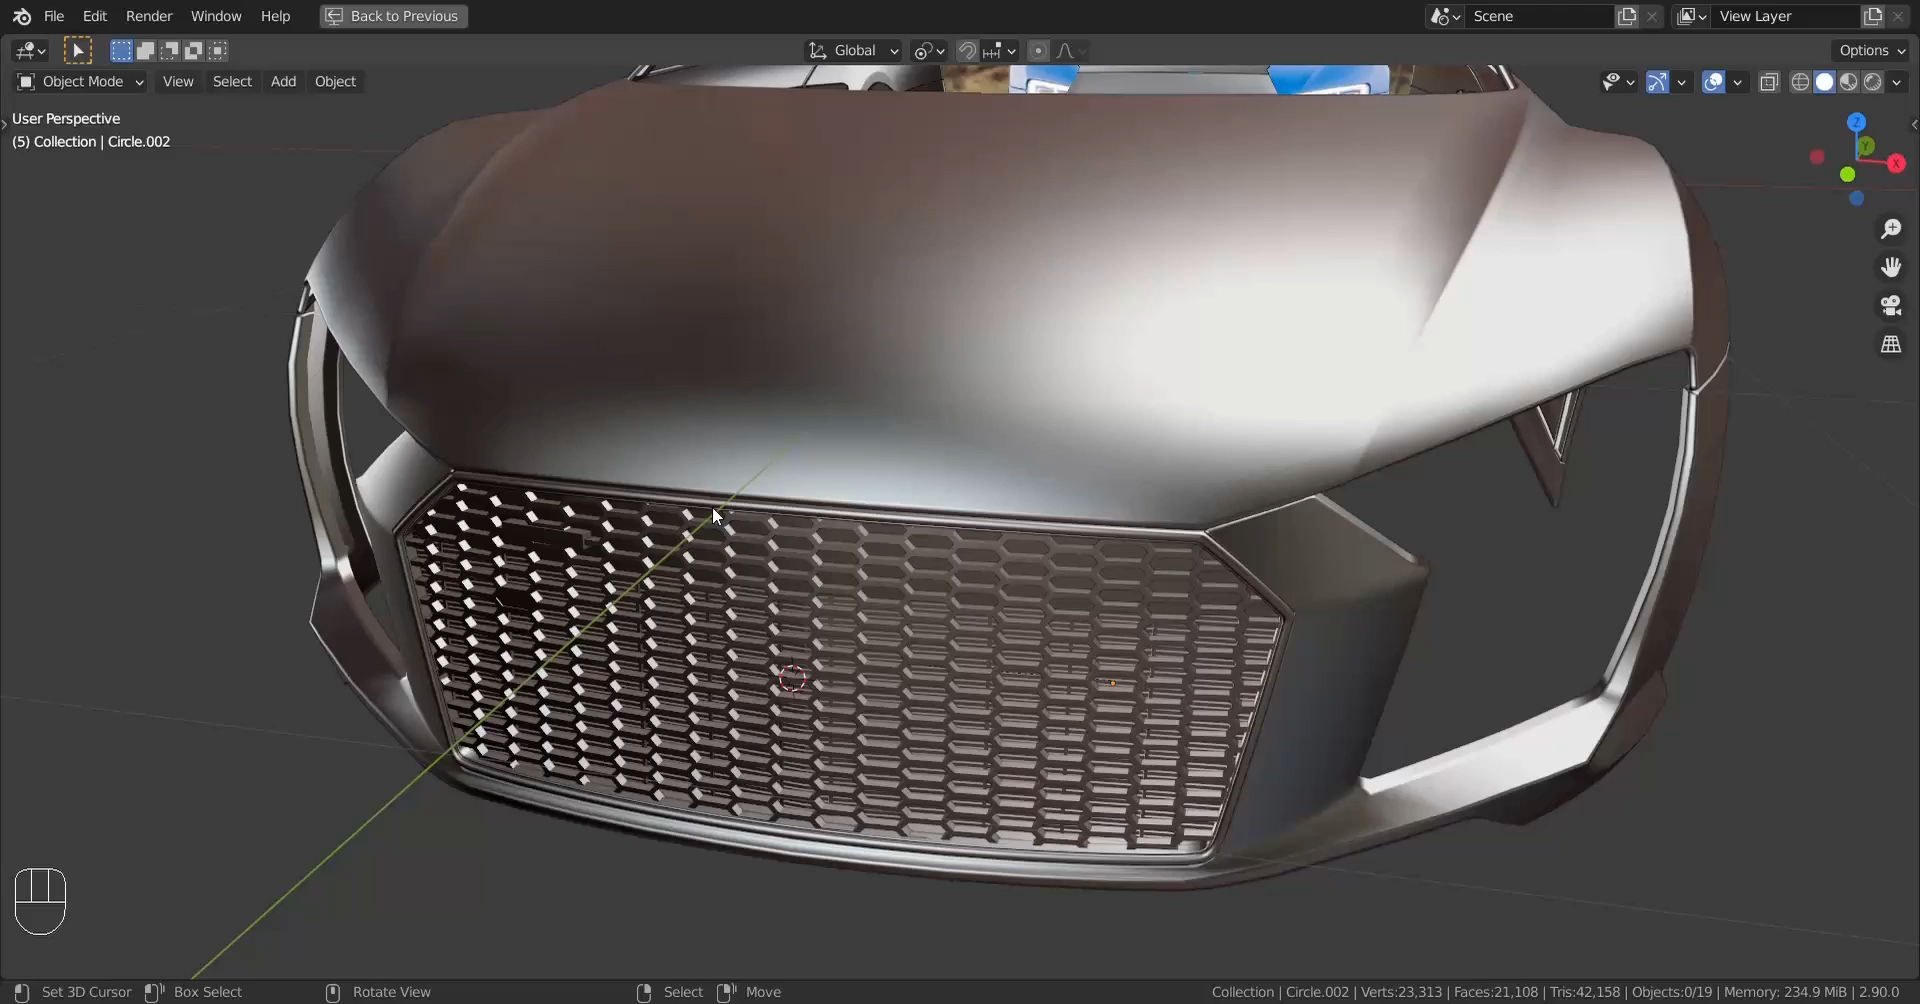 File Edit Render Window Help Back to Previous Scene View Layer
Global Options
Object Mode View Select Add Object
User Perspective
(5) Collection | Circle.002
Z
Y
X
Set 3D Cursor Box Select Rotate View Select Move Collection | Circle.002 | Verts:23,313 | Faces:21,108 | Tris:42,158 | Objects:0/19 | Memory: 234.9 MiB | 2.90.0